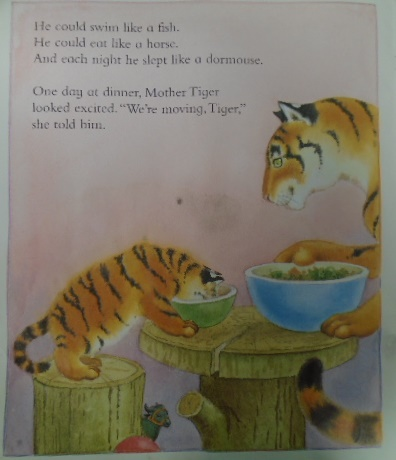 He could swim like a fish.
He could eat like a horse.
And each night he slept like a dormouse.
One day at dinner, Mother Tiger
looked excited. "We're moving, Tiger,"
she told him.